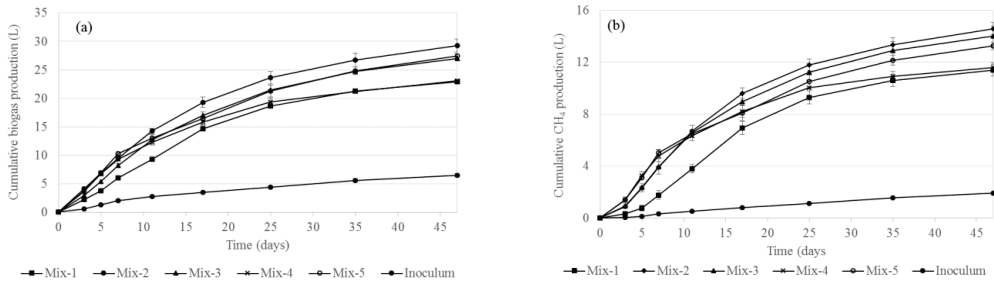 (a)
Cumulative biogas production (L)
35
30
25
20
15
10
5
0
0 5 10 15 20 25 30 35 40 45
Time (days)
Mix-1 Mix-2 Mix-3 Mix-4 Mix-5 Inoculum
(b)
Cumulative CH4 production (L)
16
12
8
4
0
0 5 10 15 20 25 30 35 40 45
Time (days
Mix-1 Mix-2 Mix-3 Mix-4 Mix-5 Inoculum